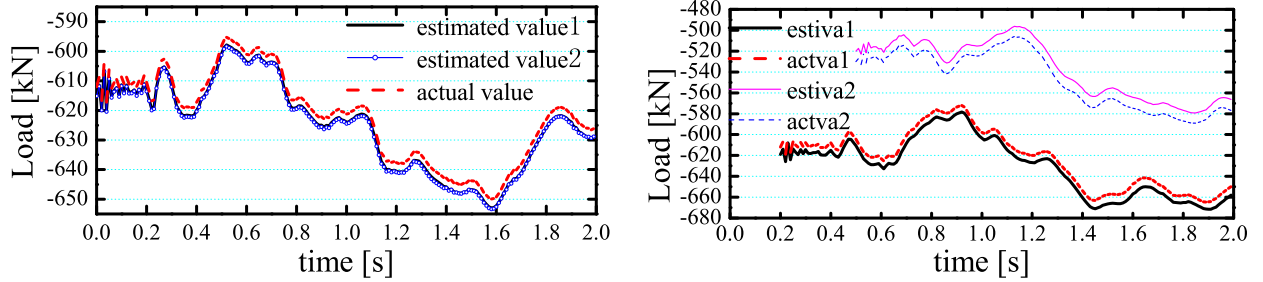 -590
-600
-610
-620
-630
-640
-650
Load [kN]
estimated value1
estimated value2
actual value
0.0 0.2 0.4 0.6 0.8 1.0 1.2 1.4 1.6 1.8 2.0
time [s]
-480
-500
-520
-540
-560
-580
-600
-620
-640
-660
-680
Load [kN]
estiva1
actva1
estiva2
actva2
0.0 0.2 0.4 0.6 0.8 1.0 1.2 1.4 1.6 1.8 2.0
time [s]